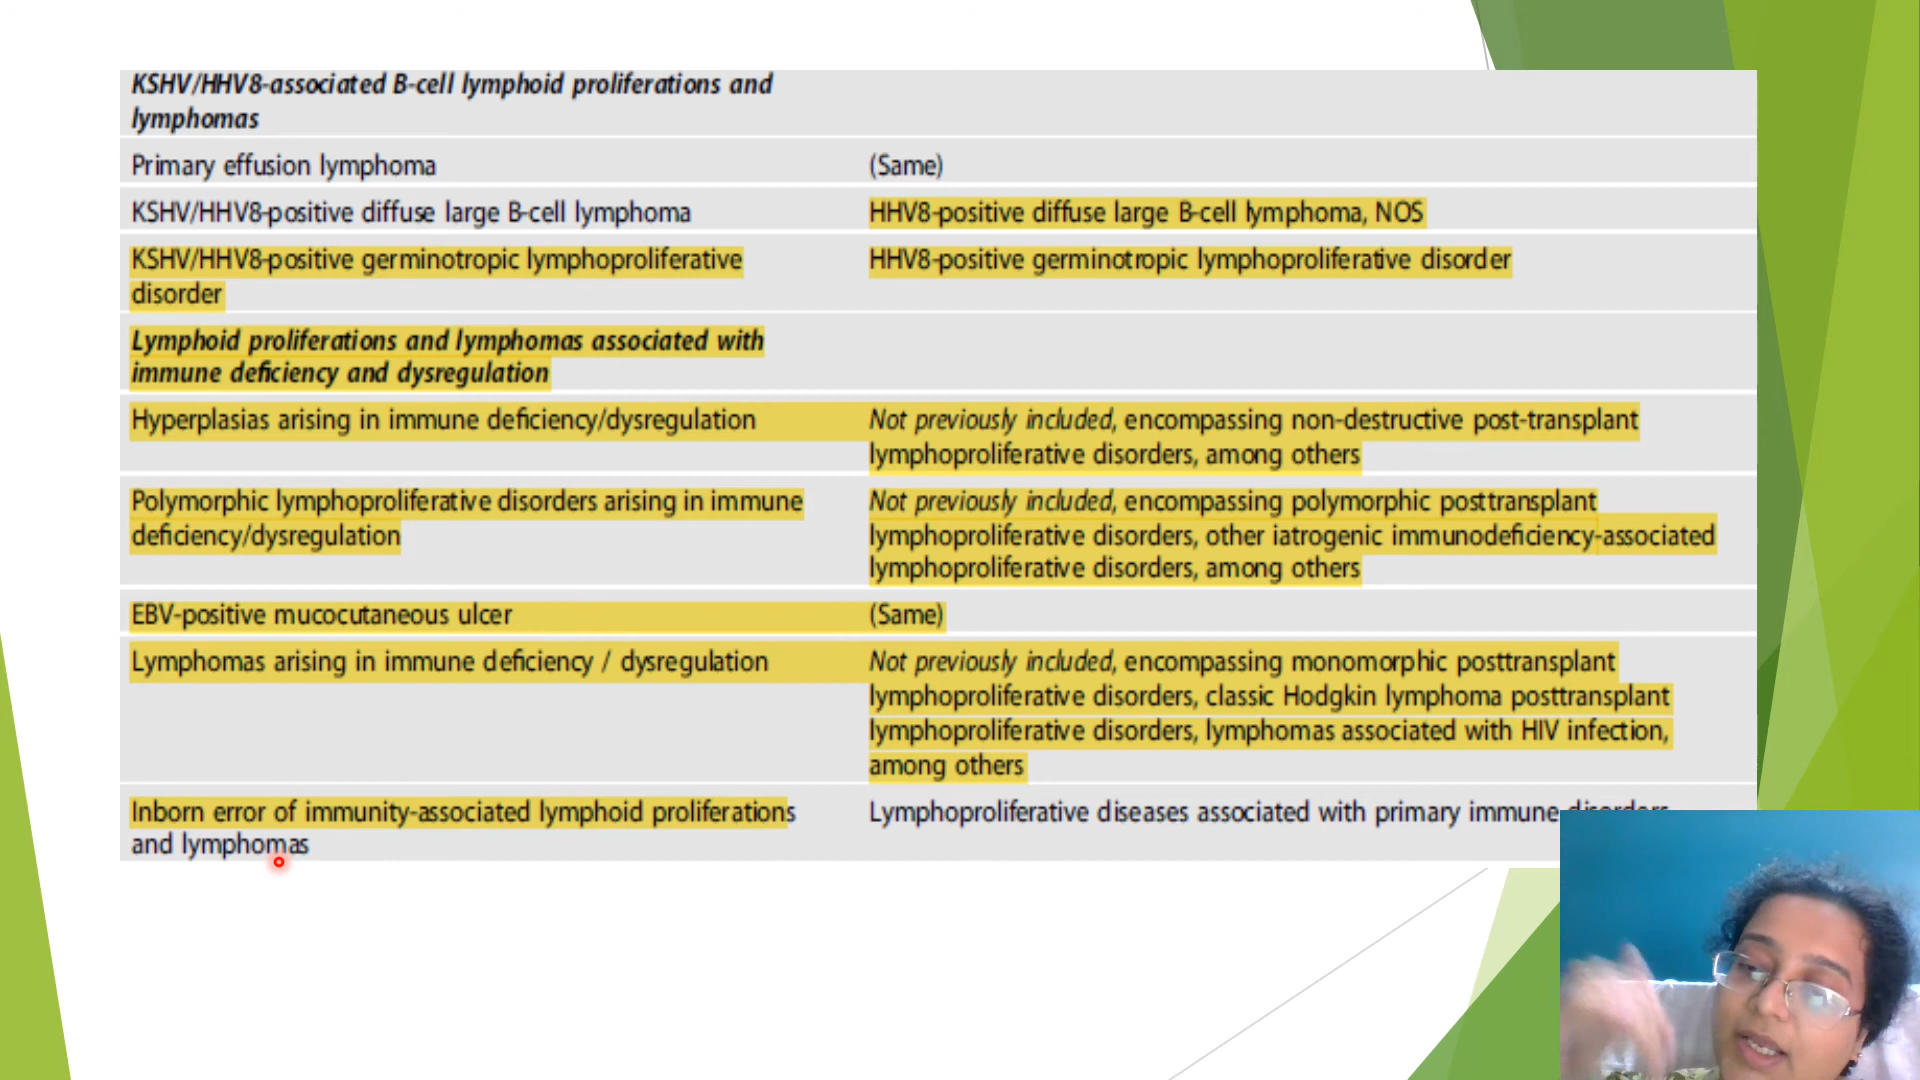 KSHV/HHV8-associated B-cell lymphoid proliferations and
lymphomas
Primary effusion lymphoma
(Same)
KSHV/HHV8-positive diffuse large B-cell lymphoma
HHV8-positive diffuse large B-cell lymphoma, NOS
KSHV/HHV8-positive germinotropic lymphoproliferative
disorder
HHV8-positive germinotropic lymphoproliferative disorder
Lymphoid proliferations and lymphomas associated with
immune deficiency and dysregulation
Hyperplasias arising in immune deficiency/dysregulation
Not previously included, encompassing non-destructive post-transplant
lymphoproliferative disorders, among others
Polymorphic lymphoproliferative disorders arising in immune
deficiency/dysregulation
Not previously included, encompassing polymorphic posttransplant
lymphoproliferative disorders, other iatrogenic immunodeficiency-associated
lymphoproliferative disorders, among others
EBV-positive mucocutaneous ulcer
(Same)
Lymphomas arising in immune deficiency / dysregulation
Not previously included, encompassing monomorphic posttransplant
lymphoproliferative disorders, classic Hodgkin lymphoma posttransplant
lymphoproliferative disorders, lymphomas associated with HIV infection,
among others
Inborn error of immunity-associated lymphoid proliferations
and lymphomas
Lymphoproliferative diseases associated with primary immune disorders